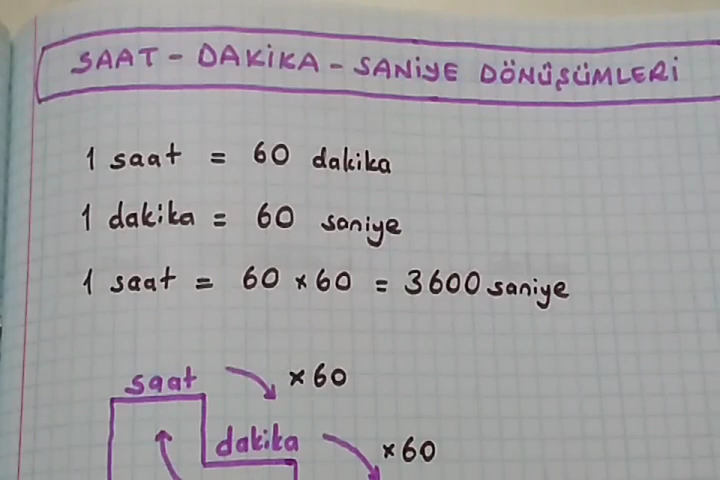 SAAT - DAKİKA - SANİYE DÖNÜŞÜMLERİ
1 saat = 60 dakika
1 dakika = 60 saniye
1 saat = 60 x 60 = 3600 saniye
saat x60
dakika x60